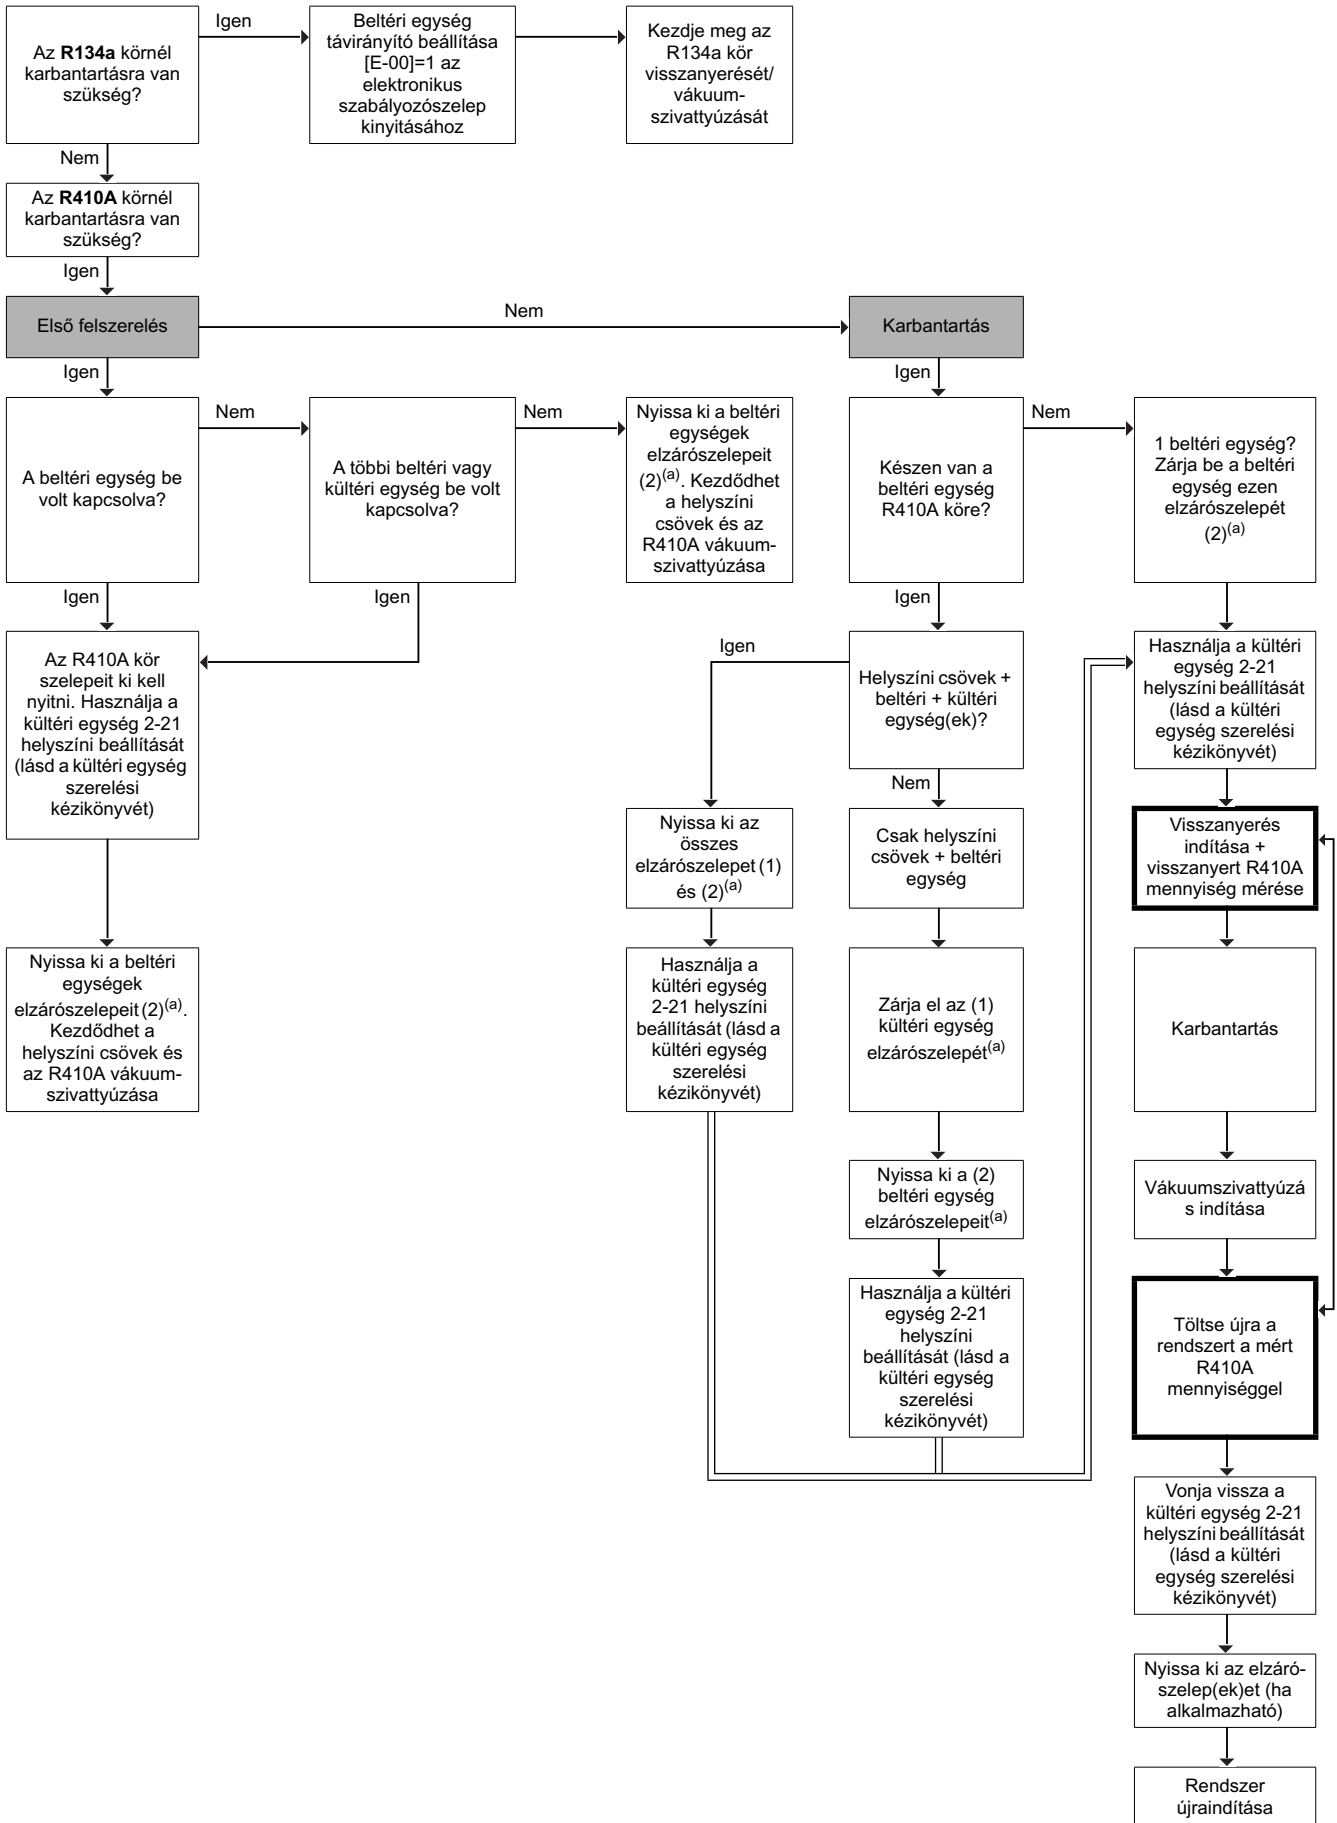 Az R134a körnél
karbantartásra van
szükség?
Igen
Beltéri egység
távirányító beállítása
[E-00]=1 az
elektronikus
szabályozószelep
kinyitásához
Kezdje meg az
R134a kör
visszanyerését/
vákuum-
szivattyúzását
Nem
Az R410A körnél
karbantartásra van
szükség?
Igen
Első felszerelés
Nem
Karbantartás
Igen
Igen
A beltéri egység be
volt kapcsolva?
Nem
A többi beltéri vagy
kültéri egység be volt
kapcsolva?
Nem
Nyissa ki a beltéri
egységek
elzárószelepeit
(2)(a). Kezdődhet
a helyszíni
csövek és az
R410A vákuum-
szivattyúzása
Készen van a
beltéri egység
R410A köre?
Nem
1 beltéri egység?
Zárja be a beltéri
egység ezen
elzárószelepét
(2)(a)
Igen
Igen
Igen
Az R410A kör
szelepeit ki kell
nyitni. Használja a
kültéri egység 2-21
helyszíni beállítását
(lásd a kültéri egység
szerelési
kézikönyvét)
Igen
Helyszíni csövek +
beltéri + kültéri
egység(ek)?
Használja a kültéri
egység 2-21
helyszíni beállítását
(lásd a kültéri
egység szerelési
kézikönyvét)
Nem
Nyissa ki az
összes
elzárószelepet (1)
és (2)(a)
Csak helyszíni
csövek + beltéri
egység
Visszanyerés
indítása +
visszanyert R410A
mennyiség mérése
Nyissa ki a beltéri
egységek
elzárószelepeit (2)(a).
Kezdődhet a
helyszíni csövek és
az R410A vákuum-
szivattyúzása
Használja a
kültéri egység
2-21 helyszíni
beállítását (lásd a
kültéri egység
szerelési
kézikönyvét)
Zárja el az (1)
kültéri egység
elzárószelepét(a)
Karbantartás
Nyissa ki a (2)
beltéri egység
elzárószelepeit(a)
Vákuumszivattyúzá
s indítása
Használja a kültéri
egység 2-21
helyszíni
beállítását (lásd a
kültéri egység
szerelési
kézikönyvét)
Töltse újra a
rendszert a mért
R410A
mennyiséggel
Vonja vissza a
kültéri egység 2-21
helyszíni beállítását
(lásd a kültéri
egység szerelési
kézikönyvét)
Nyissa ki az elzáró-
szelep(ek)et (ha
alkalmazható)
Rendszer
újraindítása